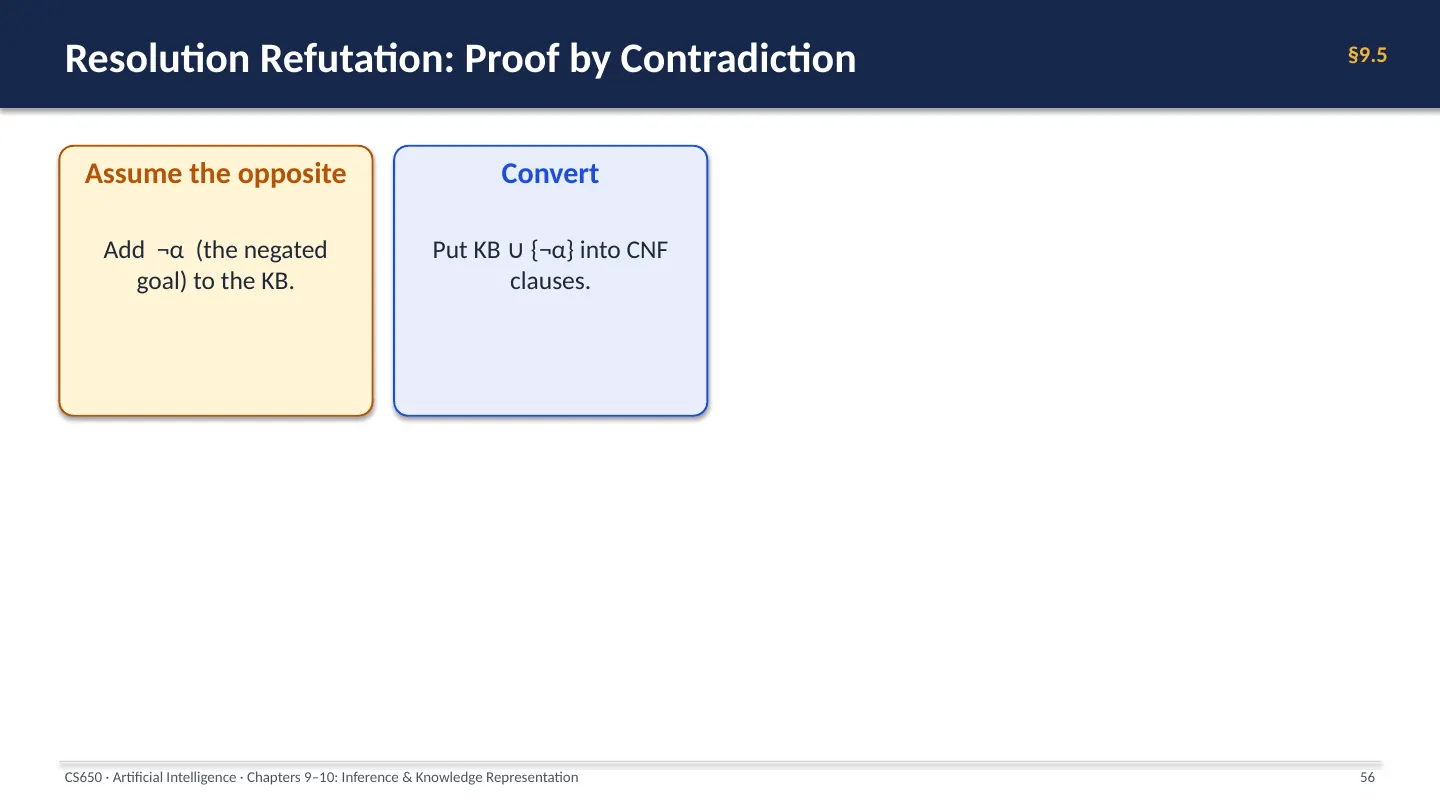 Resolution Refutation: Proof by Contradiction
§9.5
Assume the opposite
Add ¬α (the negated
goal) to the KB.
Convert
Put KB ∪ {¬α} into CNF
clauses.
CS650 · Artificial Intelligence · Chapters 9–10: Inference & Knowledge Representation
56